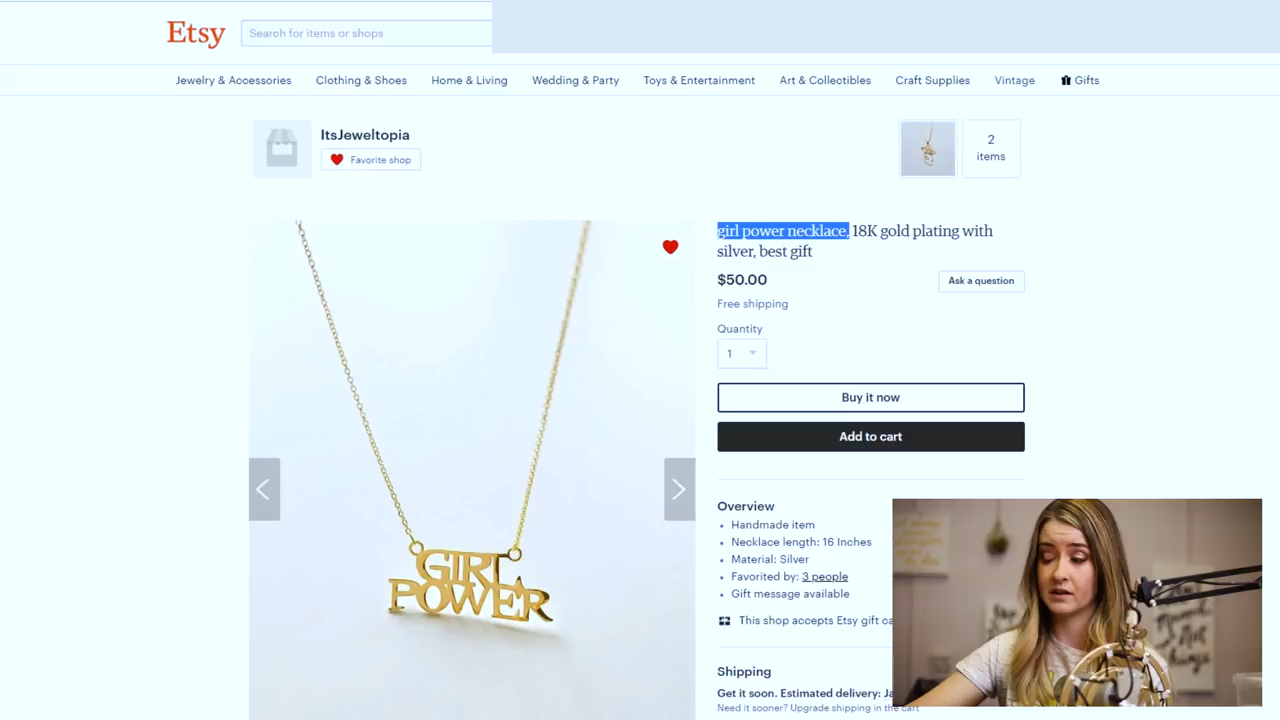 Etsy
Search for items or shops
Jewelry & Accessories Clothing & Shoes Home & Living Wedding & Party Toys & Entertainment Art & Collectibles Craft Supplies Vintage Gifts
ItsJeweltopia
Favorite shop
2
items
girl power necklace, 18K gold plating with
silver, best gift
$50.00
Ask a question
Free shipping
Quantity
1
Buy it now
Add to cart
Overview
• Handmade item
• Necklace length: 16 Inches
• Material: Silver
• Favorited by: 3 people
• Gift message available
This shop accepts Etsy gift ca
Shipping
Get it soon. Estimated delivery: Ja
Need it sooner? Upgrade shipping in the cart
GIRL
POWER